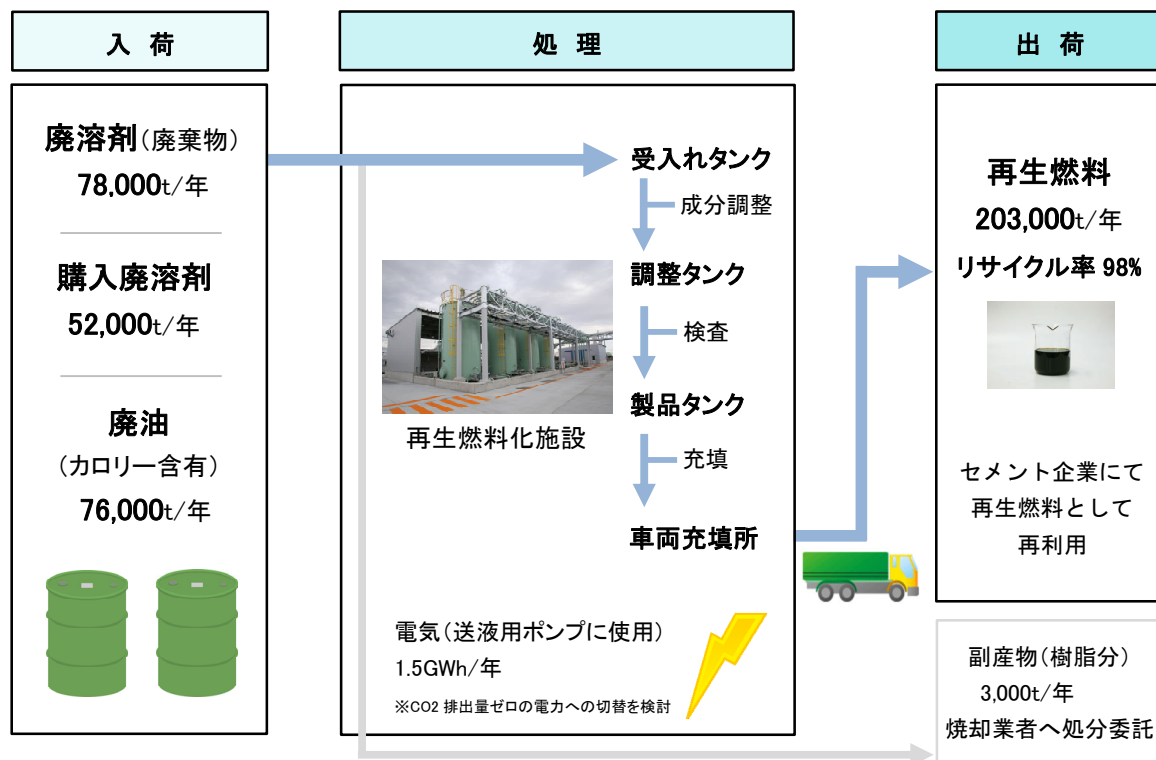 入 荷
廃溶剤(廃棄物)
78,000t/年
購入廃溶剤
52,000t/年
廃油
(カロリー含有)
76,000t/年
処 理
受入れタンク
成分調整
調整タンク
検査
製品タンク
充填
車両充填所
再生燃料化施設
電気(送液用ポンプに使用)
1.5GWh/年
※CO2 排出量ゼロの電力への切替を検討
出 荷
再生燃料
203,000t/年
リサイクル率 98%
セメント企業にて
再生燃料として
再利用
副産物(樹脂分)
3,000t/年
焼却業者へ処分委託